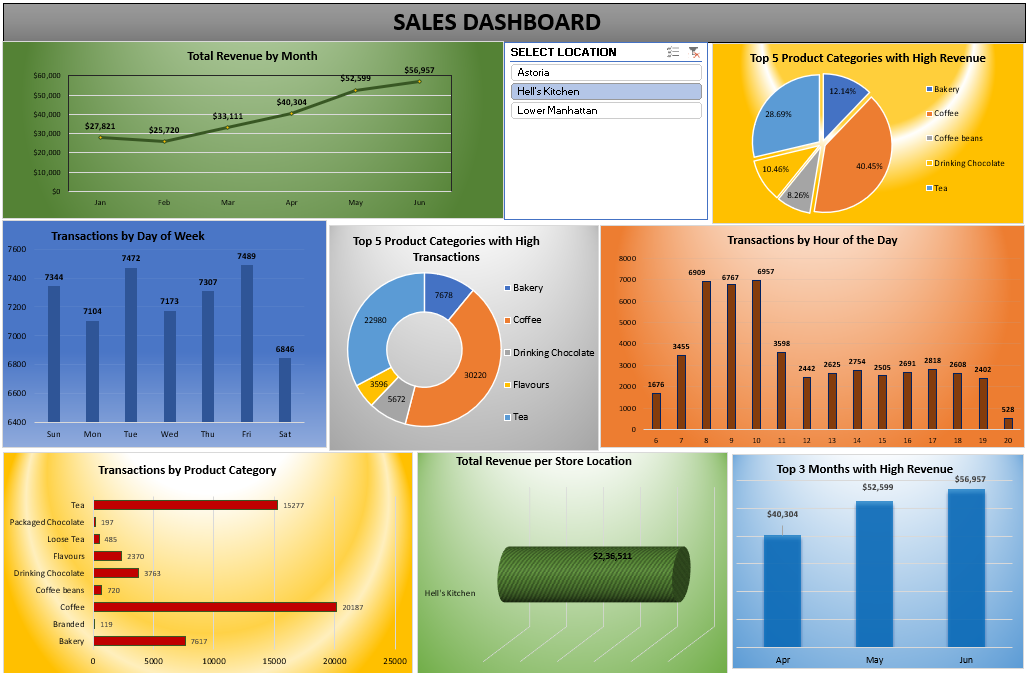 SALES DASHBOARD
Total Revenue by Month
$60,000
$50,000
$40,000
$30,000
$20,000
$10,000
$0
$27,821
$25,720
$33,111
$40,304
$52,599
$56,957
Jan Feb Mar Apr May Jun
SELECT LOCATION
Astoria
Hell's Kitchen
Lower Manhattan
Top 5 Product Categories with High Revenue
12.14%
40.45%
8.26%
10.46%
28.69%
Bakery
Coffee
Coffee beans
Drinking Chocolate
Tea
Transactions by Day of Week
7600
7400
7200
7000
6800
6600
6400
7344
7104
7472
7173
7307
7489
6846
Sun Mon Tue Wed Thu Fri Sat
Top 5 Product Categories with High
Transactions
7678
30220
5672
3596
22980
Bakery
Coffee
Drinking Chocolate
Flavours
Tea
Transactions by Hour of the Day
8000
7000
6000
5000
4000
3000
2000
1000
0
1676
3455
6909
6767
6957
3598
2442
2625
2754
2505
2691
2818
2608
2402
528
6 7 8 9 10 11 12 13 14 15 16 17 18 19 20
Transactions by Product Category
Tea 15277
Packaged Chocolate 197
Loose Tea 485
Flavours 2370
Drinking Chocolate 3763
Coffee beans 720
Coffee 20187
Branded 119
Bakery 7617
0 5000 10000 15000 20000 25000
Total Revenue per Store Location
$2,36,511
Hell's Kitchen
Top 3 Months with High Revenue
$40,304
$52,599
$56,957
Apr May Jun